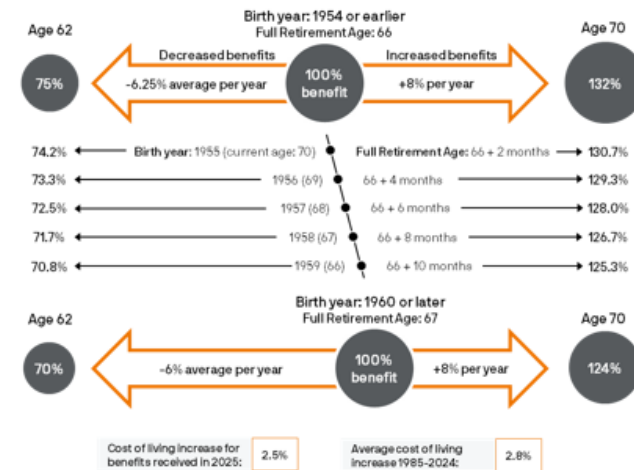 Birth year: 1954 or earlier
Full Retirement Age: 66
Age 62
Age 70
Decreased benefits
Increased benefits
75%
-6.25% average per year
100%
benefit
+8% per year
132%
74.2% Birth year: 1955 (current age: 70) Full Retirement Age: 66 + 2 months 130.7%
73.3% 1956 (69) 66 + 4 months 129.3%
72.5% 1957 (68) 66 + 6 months 128.0%
71.7% 1958 (67) 66 + 8 months 126.7%
70.8% 1959 (66) 66 + 10 months 125.3%
Birth year: 1960 or later
Full Retirement Age: 67
Age 62
Age 70
70%
-6% average per year
100%
benefit
+8% per year
124%
Cost of living increase for
benefits received in 2025:
2.5%
Average cost of living
increase 1985-2024:
2.8%